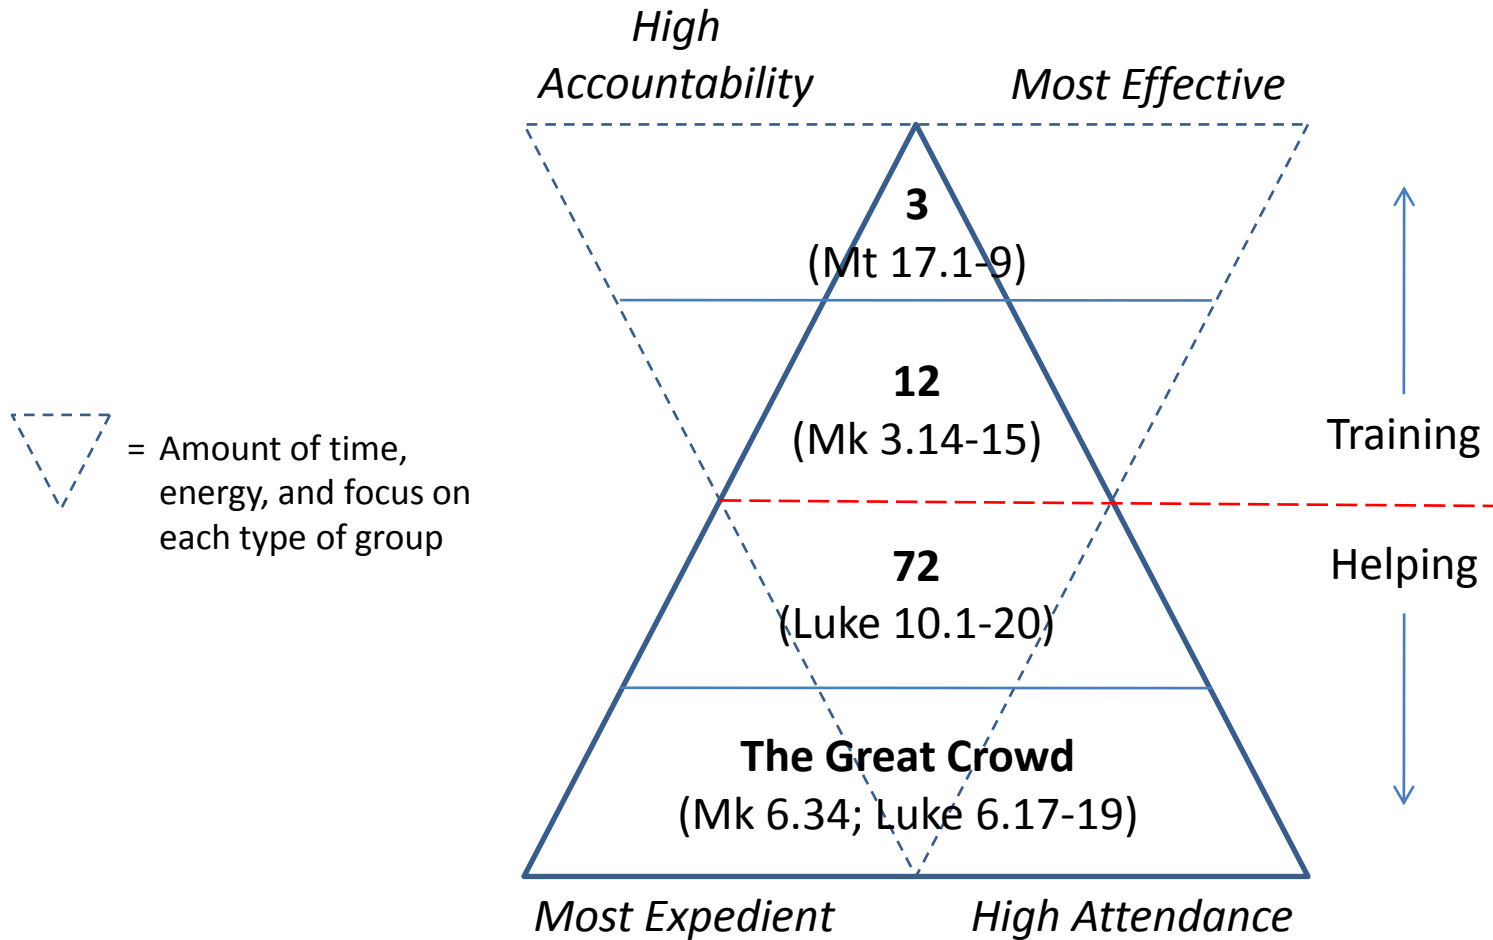 High
Accountability
Most Effective
3
(Mt 17.1-9)
12
(Mk 3.14-15)
Training
= Amount of time,
energy, and focus on
each type of group
72
(Luke 10.1-20)
Helping
The Great Crowd
(Mk 6.34; Luke 6.17-19)
Most Expedient
High Attendance